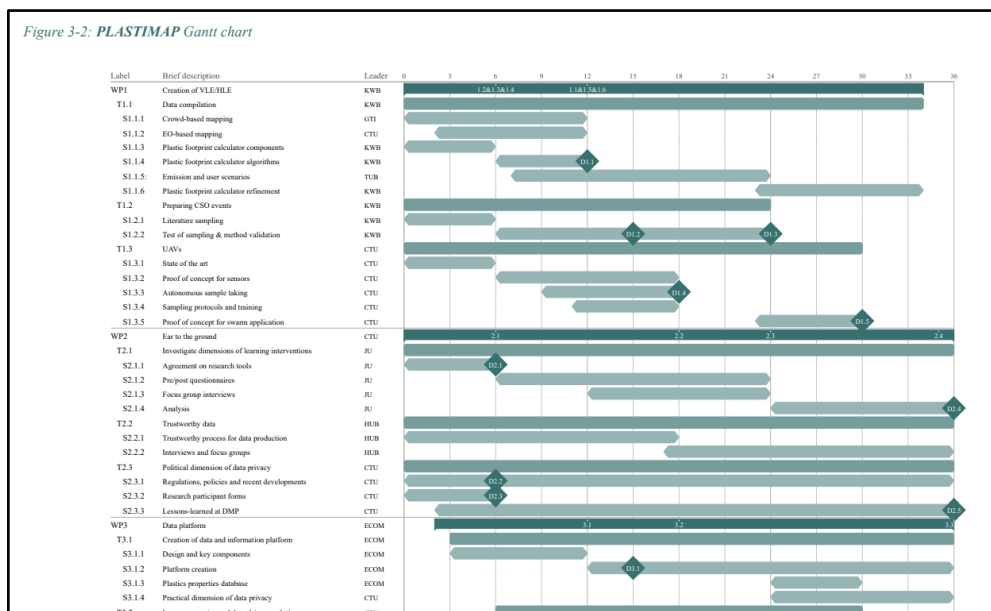 Figure 3-2: PLASTIMAP Gantt chart
Label Brief description Leader 0 3 6 9 12 15 18 21 24 27 30 33 36
WP1 Creation of VLE/HLE KWB 1.2&1.3&1.4 1.1&1.5&1.6
T1.1 Data compilation KWB
S1.1.1 Crowd-based mapping GTI
S1.1.2 EO-based mapping CTU
S1.1.3 Plastic footprint calculator components KWB
S1.1.4 Plastic footprint calculator algorithms KWB D1.1
S1.1.5: Emission and user scenarios TUB
S1.1.6 Plastic footprint calculator refinement KWB
T1.2 Preparing CSO events KWB
S1.2.1 Literature sampling KWB
S1.2.2 Test of sampling & method validation KWB D1.2 D1.3
T1.3 UAVs CTU
S1.3.1 State of the art CTU
S1.3.2 Proof of concept for sensors CTU
S1.3.3 Autonomous sample taking CTU D1.4
S1.3.4 Sampling protocols and training CTU
S1.3.5 Proof of concept for swarm application CTU D1.5
WP2 Ear to the ground CTU 2.1 2.2 2.3 2.4
T2.1 Investigate dimensions of learning interventions JU
S2.1.1 Agreement on research tools JU D2.1
S2.1.2 Pre/post questionnaires JU
S2.1.3 Focus group interviews JU
S2.1.4 Analysis JU D2.4
T2.2 Trustworthy data HUB
S2.2.1 Trustworthy process for data production HUB
S2.2.2 Interviews and focus groups HUB
T2.3 Political dimension of data privacy CTU
S2.3.1 Regulations, policies and recent developments CTU D2.2
S2.3.2 Research participant forms CTU D2.3
S2.3.3 Lessons-learned at DMP CTU D2.5
WP3 Data platform ECOM 3.1 3.2 3.3
T3.1 Creation of data and information platform ECOM
S3.1.1 Design and key components ECOM
S3.1.2 Platform creation ECOM D3.1
S3.1.3 Plastics properties database ECOM
S3.1.4 Practical dimension of data privacy CTU